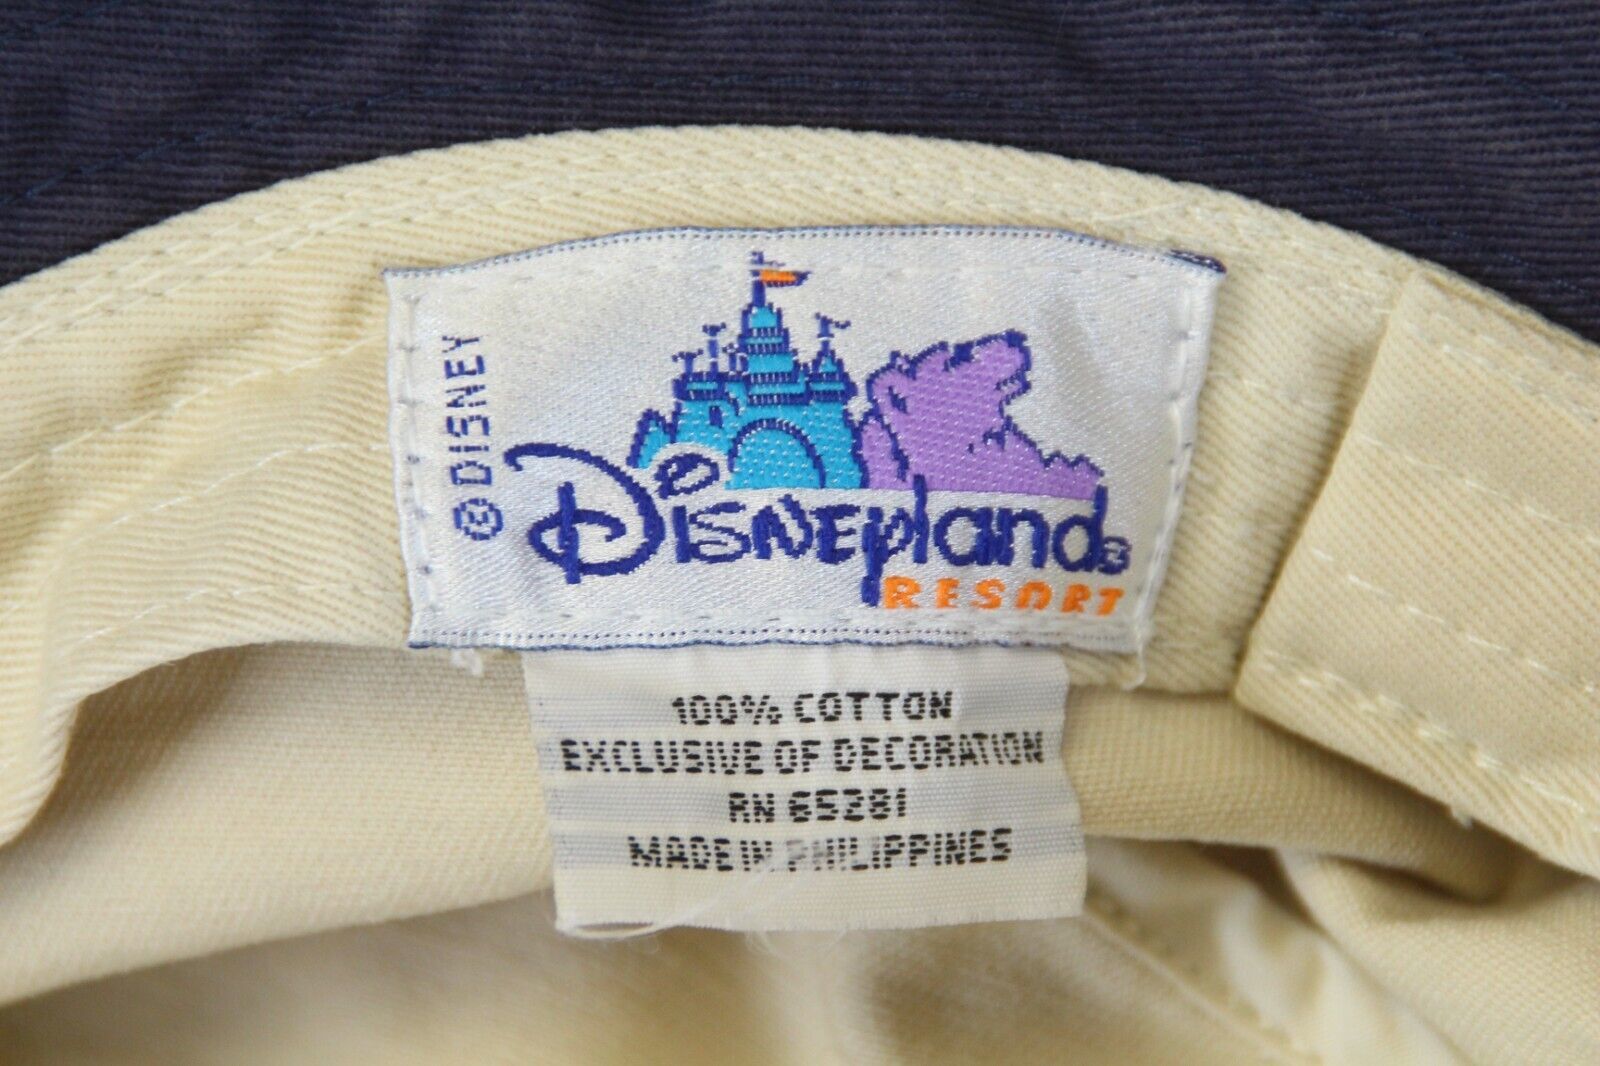 © DISNEY
DISNEyland®
RESORT
100% COTTON
EXCLUSIVE OF DECORATION
RN 65281
MADE IN PHILIPPINES